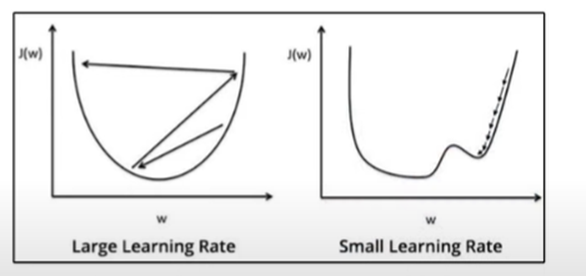 J(w)
w
Large Learning Rate
J(w)
w
Small Learning Rate